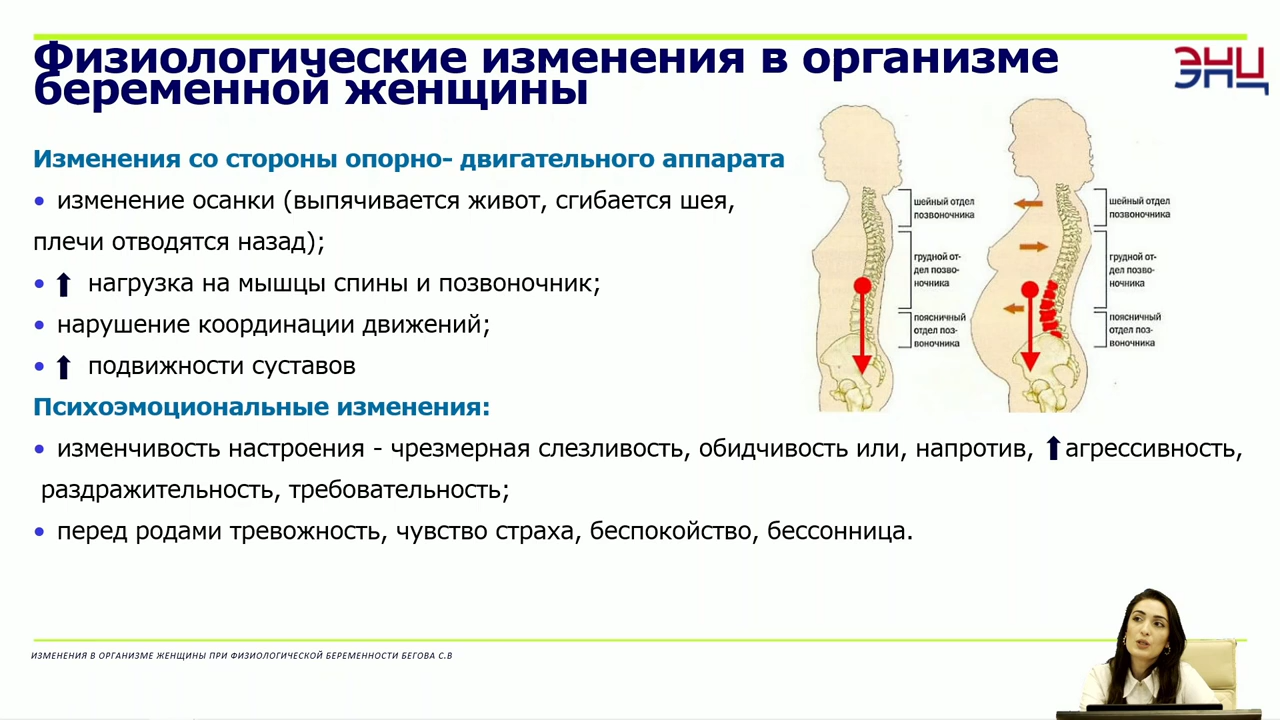 Физиологические изменения в организме
беременной женщины
ЭНЦ
Изменения со стороны опорно- двигательного аппарата
• изменение осанки (выпячивается живот, сгибается шея,
плечи отводятся назад);
• ⬆ нагрузка на мышцы спины и позвоночник;
• нарушение координации движений;
• ⬆ подвижности суставов
Психоэмоциональные изменения:
• изменчивость настроения - чрезмерная слезливость, обидчивость или, напротив, ⬆агрессивность,
раздражительность, требовательность;
• перед родами тревожность, чувство страха, беспокойство, бессонница.
шейный отдел
позвоночника
грудной от-
дел позво-
ночника
поясничный
отдел поз-
воночника
шейный отдел
позвоночника
грудной от-
дел позво-
ночника
поясничный
отдел поз-
воночника
ИЗМЕНЕНИЯ В ОРГАНИЗМЕ ЖЕНЩИНЫ ПРИ ФИЗИОЛОГИЧЕСКОЙ БЕРЕМЕННОСТИ БЕГОВА С.В